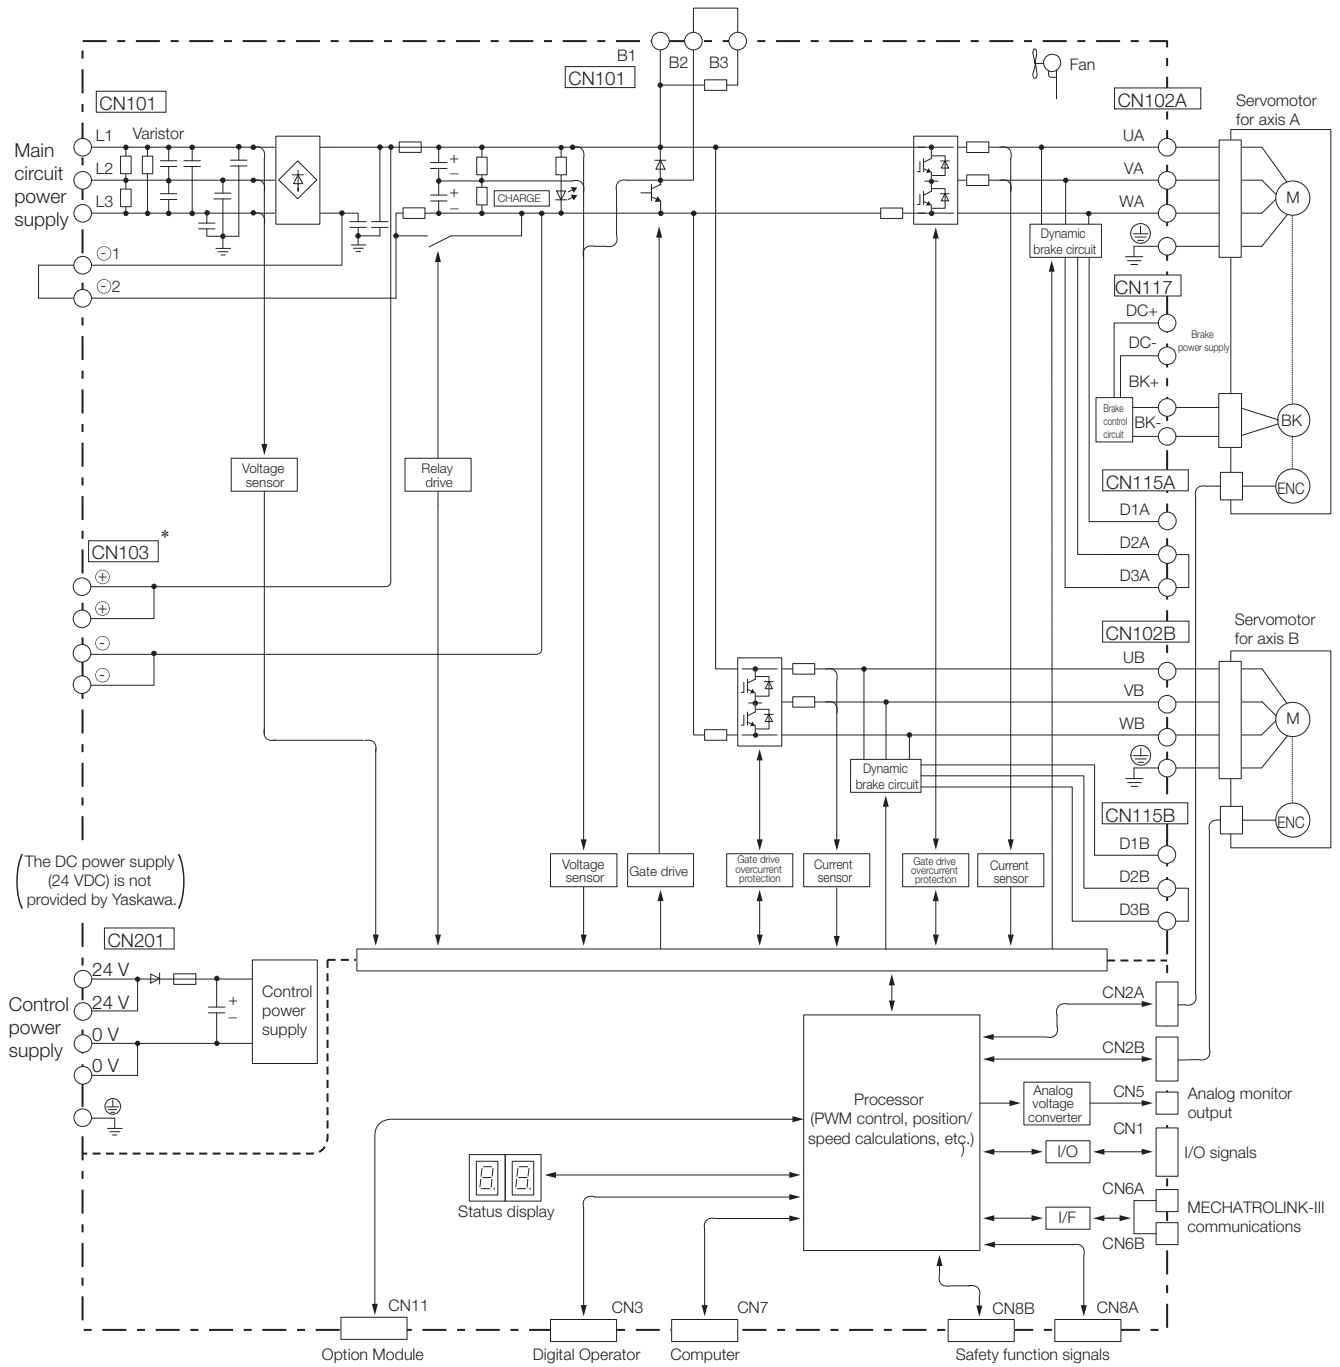 B1
B2
B3
CN101
Fan
CN101
CN102A
Servomotor
for axis A
Main
circuit
power
supply
L1
Varistor
L2
L3
CHARGE
UA
VA
WA
M
Dynamic
brake circuit
⊖1
⊖2
CN117
DC+
DC-
Brake
power supply
BK+
BK-
Brake
control
circuit
BK
Voltage
sensor
Relay
drive
CN115A
ENC
D1A
D2A
D3A
CN103 *
⊕
⊕
⊖
⊖
CN102B
Servomotor
for axis B
UB
VB
WB
M
Dynamic
brake circuit
CN115B
ENC
D1B
D2B
D3B
(The DC power supply
(24 VDC) is not
provided by Yaskawa.)
Voltage
sensor
Gate drive
Gate drive
overcurrent
protection
Current
sensor
Gate drive
overcurrent
protection
Current
sensor
CN201
Control
power
supply
24 V
24 V
0 V
0 V
+
−
Control
power
supply
CN2A
CN2B
Processor
(PWM control, position/
speed calculations, etc.)
)
Analog
voltage
converter
CN5
Analog monitor
output
CN1
I/O
I/O signals
CN6A
I/F
MECHATROLINK-III
communications
CN6B
8. 8.
Status display
CN11
CN3
CN7
CN8B
CN8A
Option Module
Digital Operator
Computer
Safety function signals